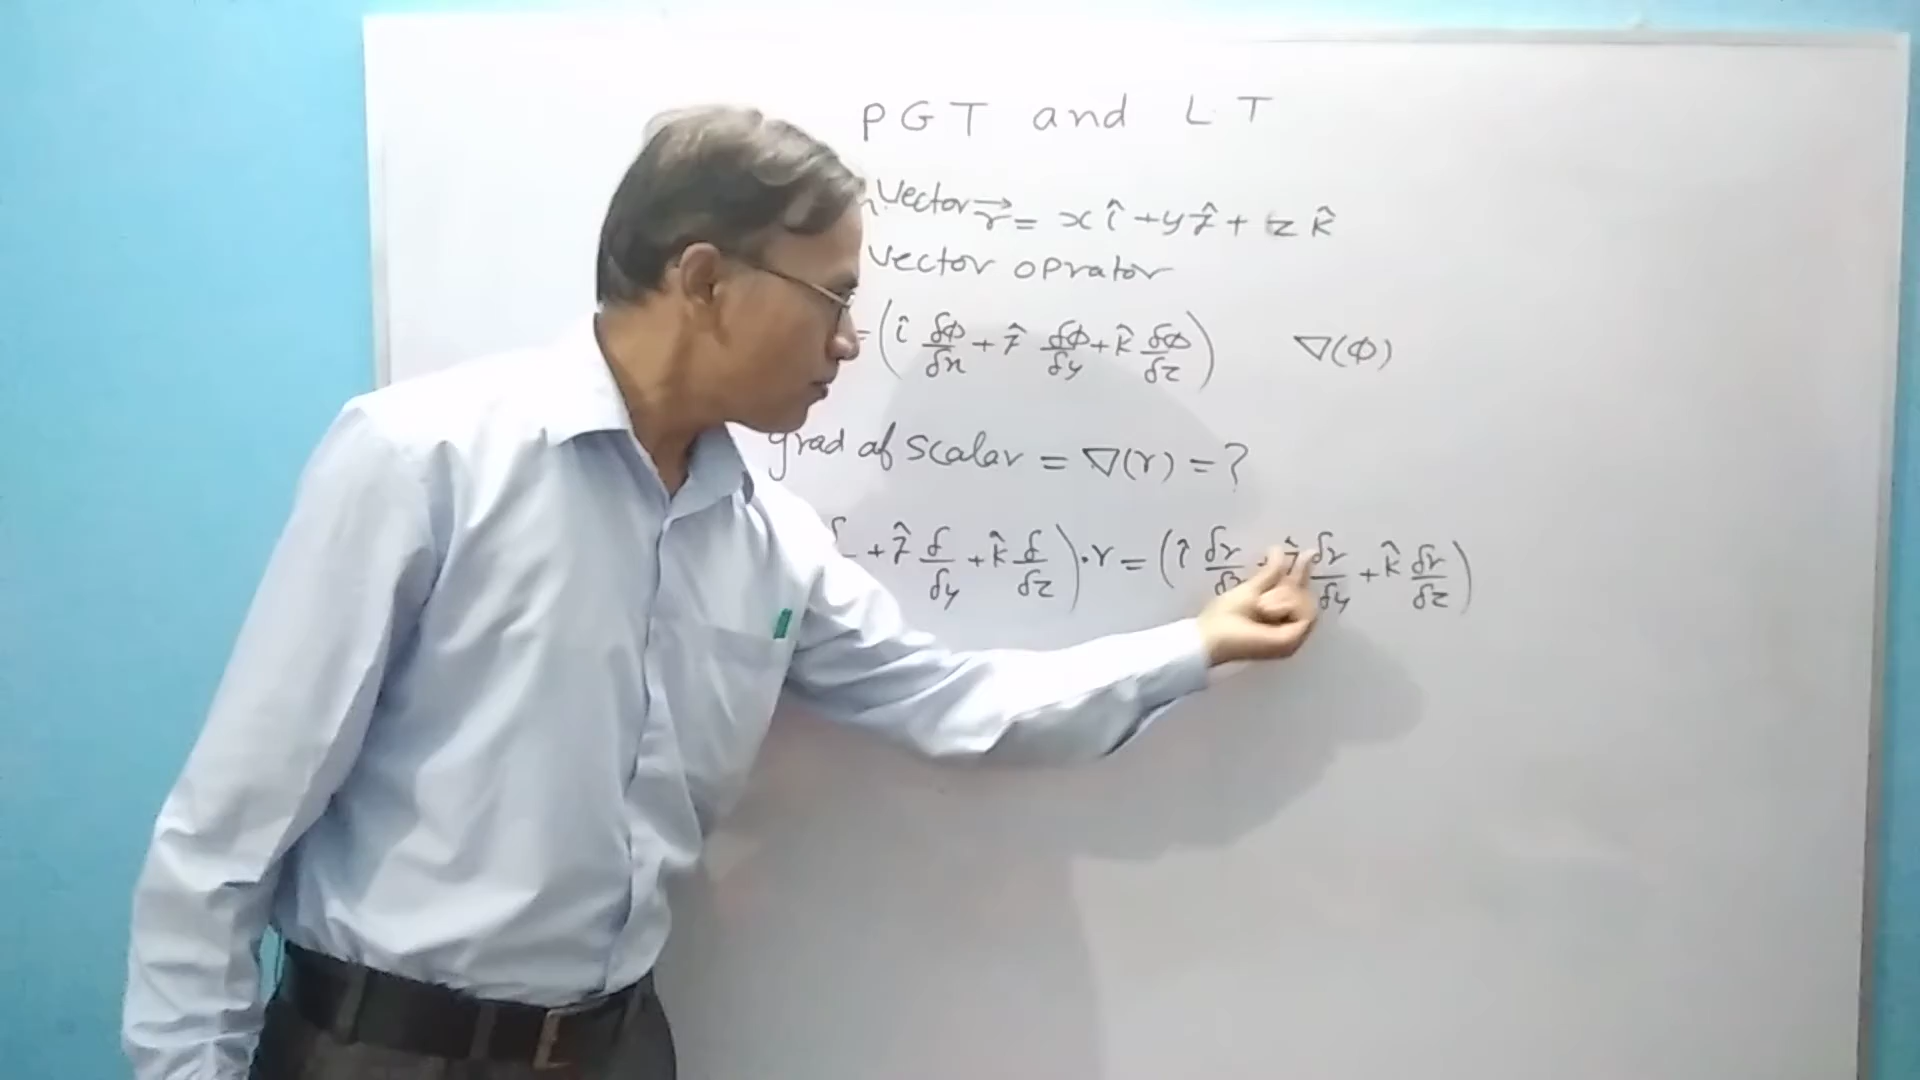 PGT and LT
Vector r⃗ = x î + y ĵ + z k̂
Vector oprator
= (î δφ/δx + ĵ δφ/δy + k̂ δφ/δz) ∇(φ)
grad of Scalar = ∇(r) = ?
+ ĵ δ/δy + k̂ δ/δz)·r = (î δr/ ĵ δr/δy + k̂ δr/δz)